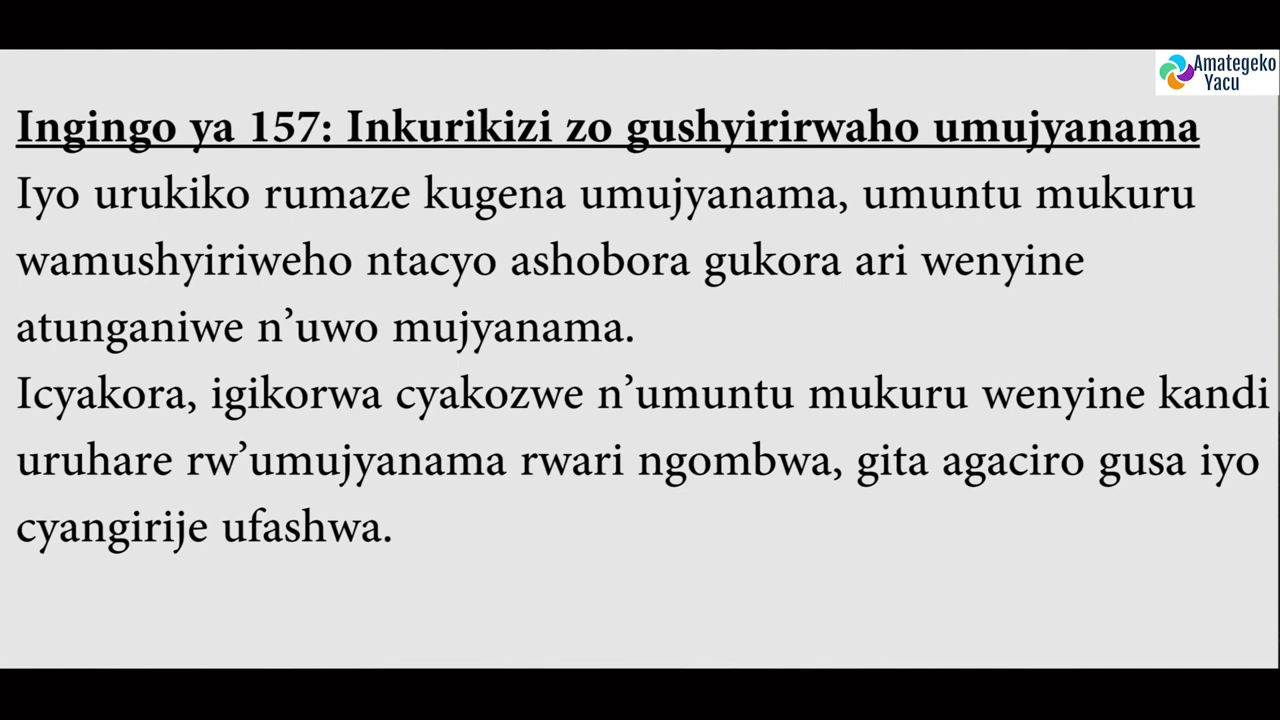 Amategeko
Yacu
Ingingo ya 157: Inkurikizi zo gushyirirwaho umujyanama
Iyo urukiko rumaze kugena umujyanama, umuntu mukuru
wamushyiriweho ntacyo ashobora gukora ari wenyine
atunganiwe n’uwo mujyanama.
Icyakora, igikorwa cyakozwe n’umuntu mukuru wenyine kandi
uruhare rw’umujyanama rwari ngombwa, gita agaciro gusa iyo
cyangirije ufashwa.